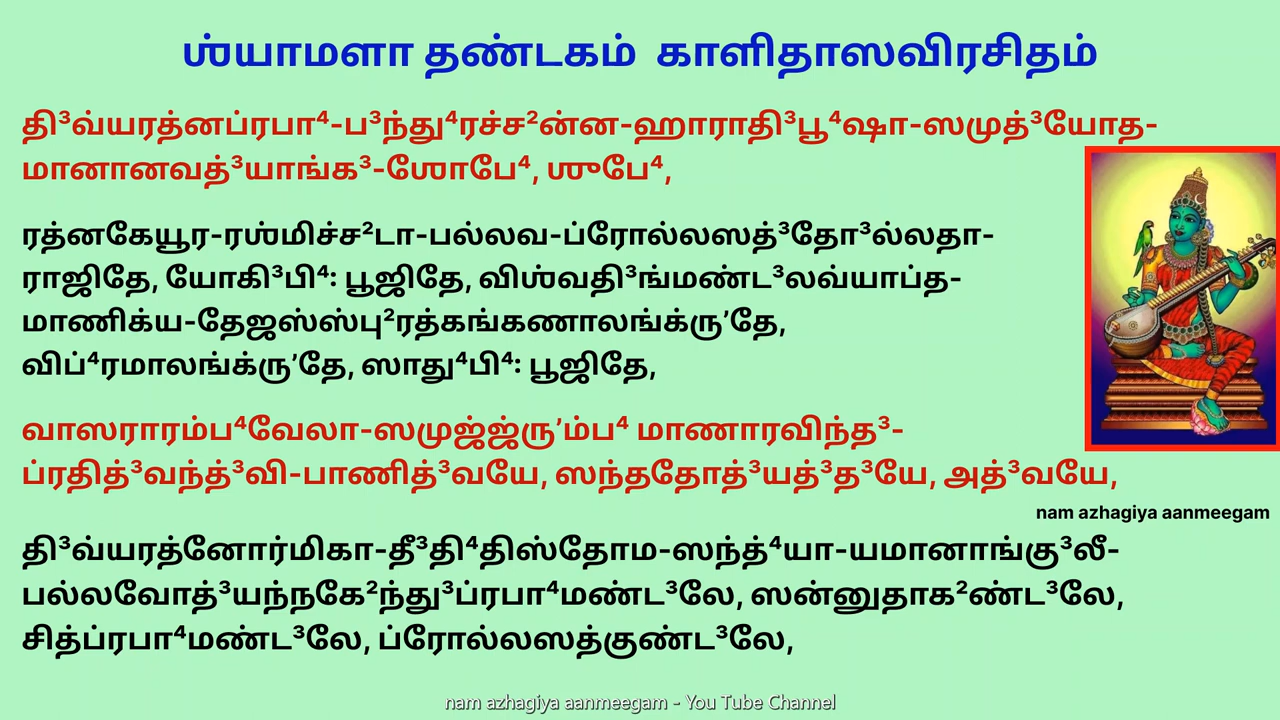 ஶ்யாமளா தண்டகம் காளிதாஸவிரசிதம்
தி³வ்யரத்னப்ரபா⁴-ப³ந்து⁴ரச்ச²ன்ன-ஹாராதி³பூ⁴ஷா-ஸமுத்³யோத-
மானானவத்³யாங்க³-ஶோபே⁴, ஶுபே⁴,
ரத்னகேயூர-ரஶ்மிச்ச²டா-பல்லவ-ப்ரோல்லஸத்³தோ³ல்லதா-
ராஜிதே, யோகி³பி⁴: பூஜிதே, விஶ்வதி³ங்மண்ட³லவ்யாப்த-
மாணிக்ய-தேஜஸ்ஸ்பு²ரத்கங்கணாலங்க்ரு’தே,
விப்⁴ரமாலங்க்ரு’தே, ஸாது⁴பி⁴: பூஜிதே,
வாஸராரம்ப⁴வேலா-ஸமுஜ்ஜ்ரு’ம்ப⁴ மாணாரவிந்த³-
ப்ரதித்³வந்த்³வி-பாணித்³வயே, ஸந்ததோத்³யத்³த³யே, அத்³வயே,
nam azhagiya aanmeegam
தி³வ்யரத்னோர்மிகா-தீ³தி⁴திஸ்தோம-ஸந்த்⁴யா-யமானாங்கு³லீ-
பல்லவோத்³யந்நகே²ந்து³ப்ரபா⁴மண்ட³லே, ஸன்னுதாக²ண்ட³லே,
சித்ப்ரபா⁴மண்ட³லே, ப்ரோல்லஸத்குண்ட³லே,
nam azhagiya aanmeegam - You Tube Channel